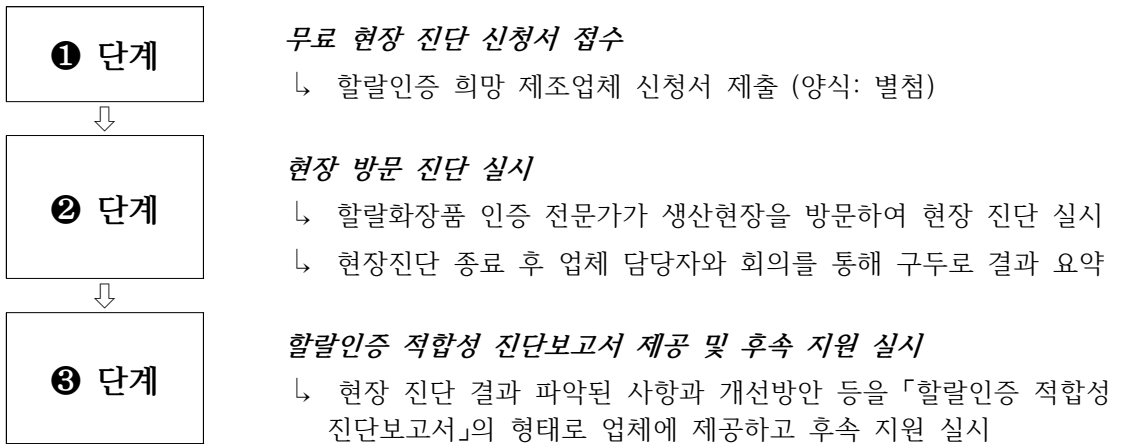 ❶ 단계
무료 현장 진단 신청서 접수
↳ 할랄인증 희망 제조업체 신청서 제출 (양식: 별첨)
⇩
❷ 단계
현장 방문 진단 실시
↳ 할랄화장품 인증 전문가가 생산현장을 방문하여 현장 진단 실시
↳ 현장진단 종료 후 업체 담당자와 회의를 통해 구두로 결과 요약
⇩
❸ 단계
할랄인증 적합성 진단보고서 제공 및 후속 지원 실시
↳ 현장 진단 결과 파악된 사항과 개선방안 등을 「할랄인증 적합성
진단보고서」의 형태로 업체에 제공하고 후속 지원 실시